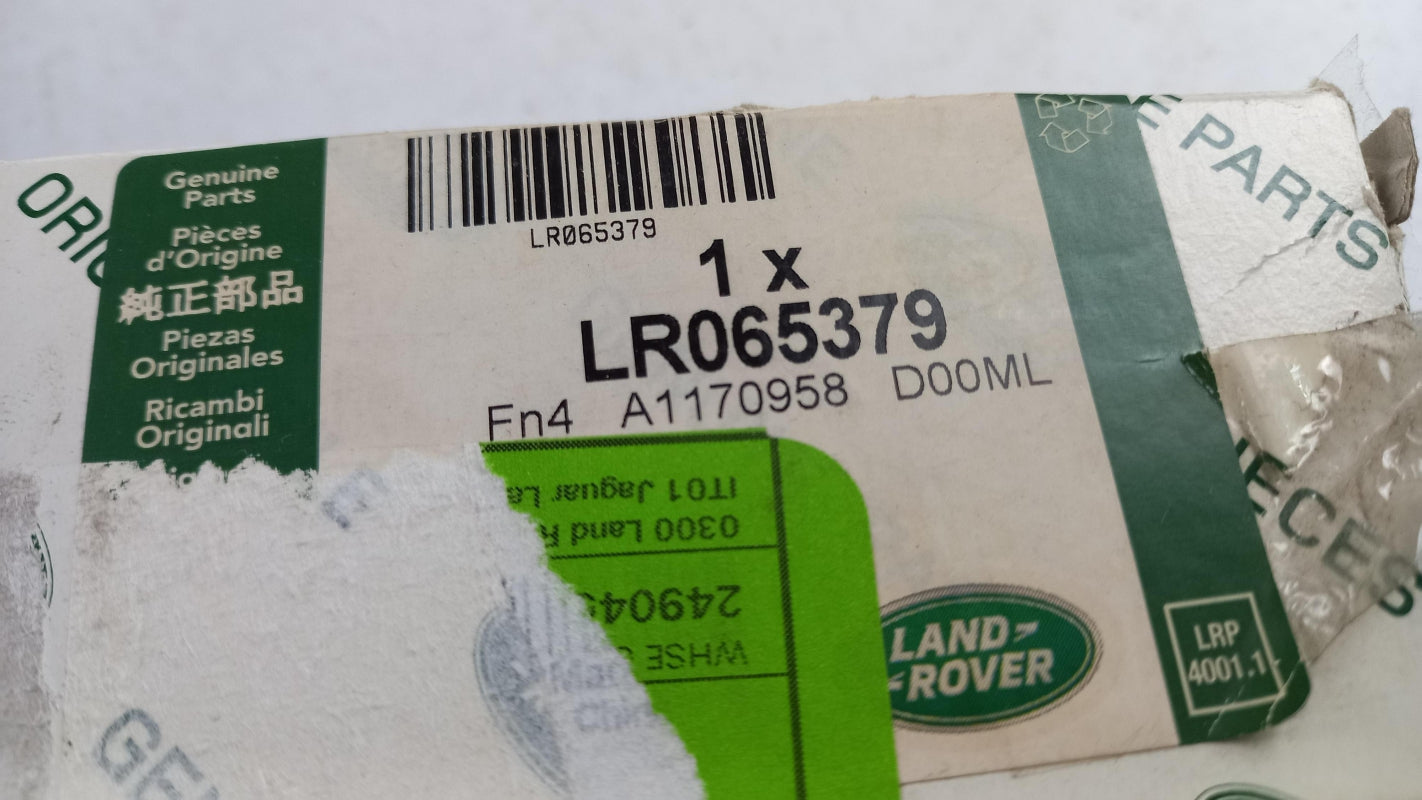 Genuine
Parts
Pièces
d'Origine
純正部品
Piezas
Originales
Ricambi
Originali
LR065379
1 x
LR065379
Fn4 A1170958 D00ML
IT01 Jaguar
0300 Land
24904
WHSE
LAND
ROVER
LRP
4001.1
PARTS